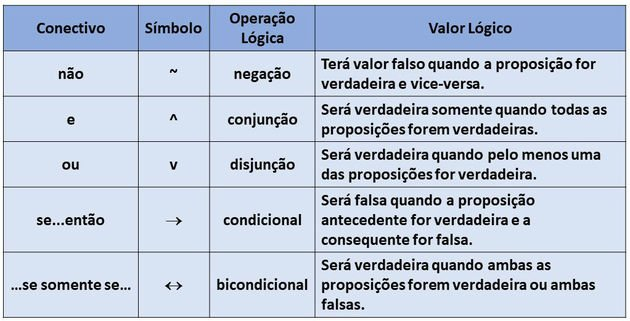 Conectivo Símbolo Operação Lógica Valor Lógico
não ~ negação Terá valor falso quando a proposição for
verdadeira e vice-versa.
e ^ conjunção Será verdadeira somente quando todas as
proposições forem verdadeiras.
ou v disjunção Será verdadeira quando pelo menos uma
das proposições for verdadeira.
se...então → condicional Será falsa quando a proposição
antecedente for verdadeira e a
consequente for falsa.
...se somente se... ↔ bicondicional Será verdadeira quando ambas as
proposições forem verdadeira ou ambas
falsas.